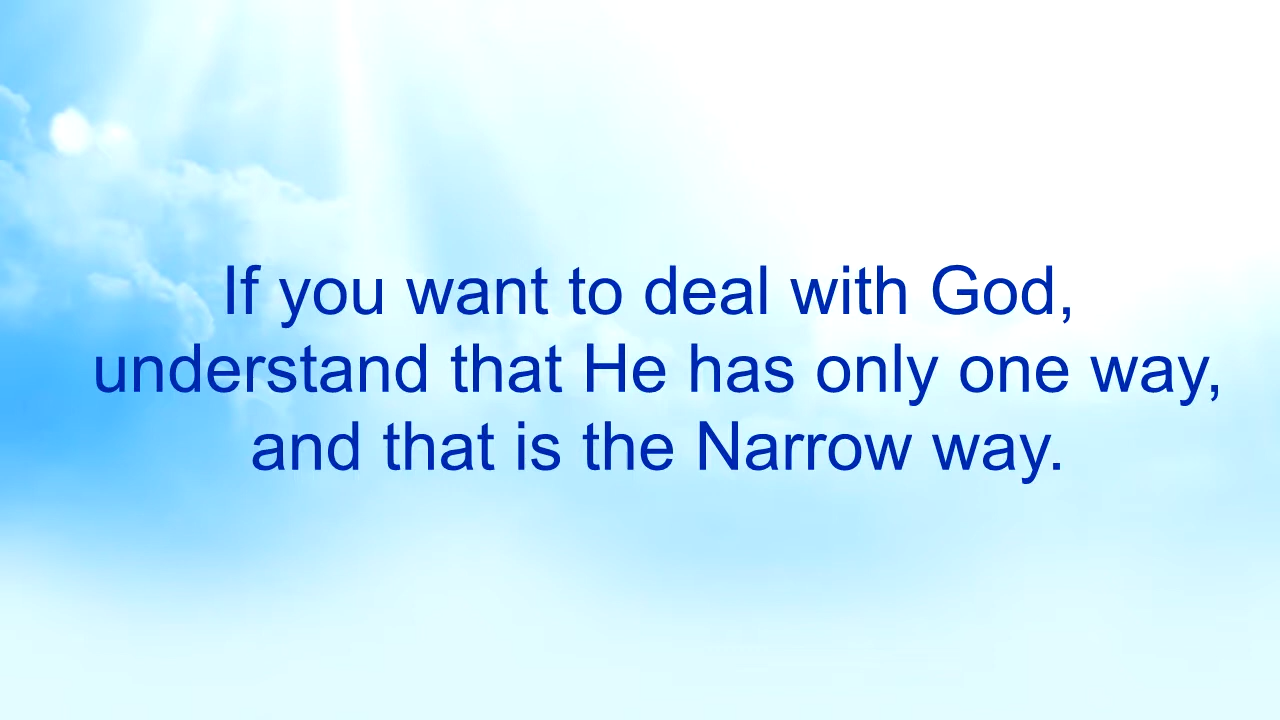 If you want to deal with God,
understand that He has only one way,
and that is the Narrow way.